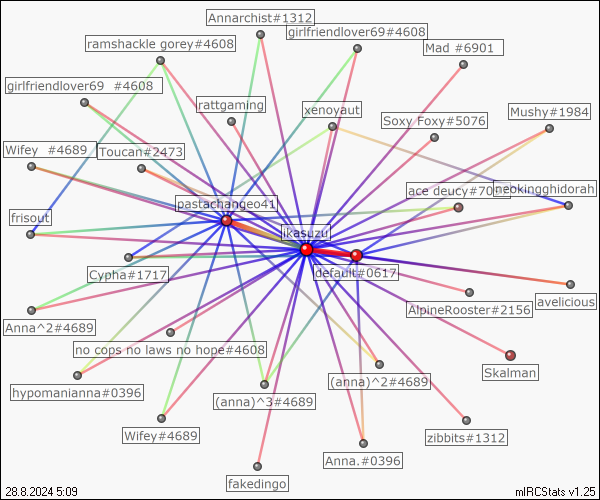 Annarchist#1312
girlfriendlover69#4608
ramshackle gorey#4608
Mad #6901
girlfriendlover69 #4608
rattgaming
xenoyaut
Mushy#1984
Soxy Foxy#5076
Wifey #4689
Toucan#2473
ace deucy#70
neokingghidorah
pastachangeo41
frisout
ikasuzu
Cypha#1717
default#0617
avelicious
AlpineRooster#2156
Anna^2#4689
no cops no laws no hope#4608
Skalman
(anna)^2#4689
hypomanianna#0396
(anna)^3#4689
Wifey#4689
zibbits#1312
Anna.#0396
fakedingo
28.8.2024 5:09
mIRCStats v1.25